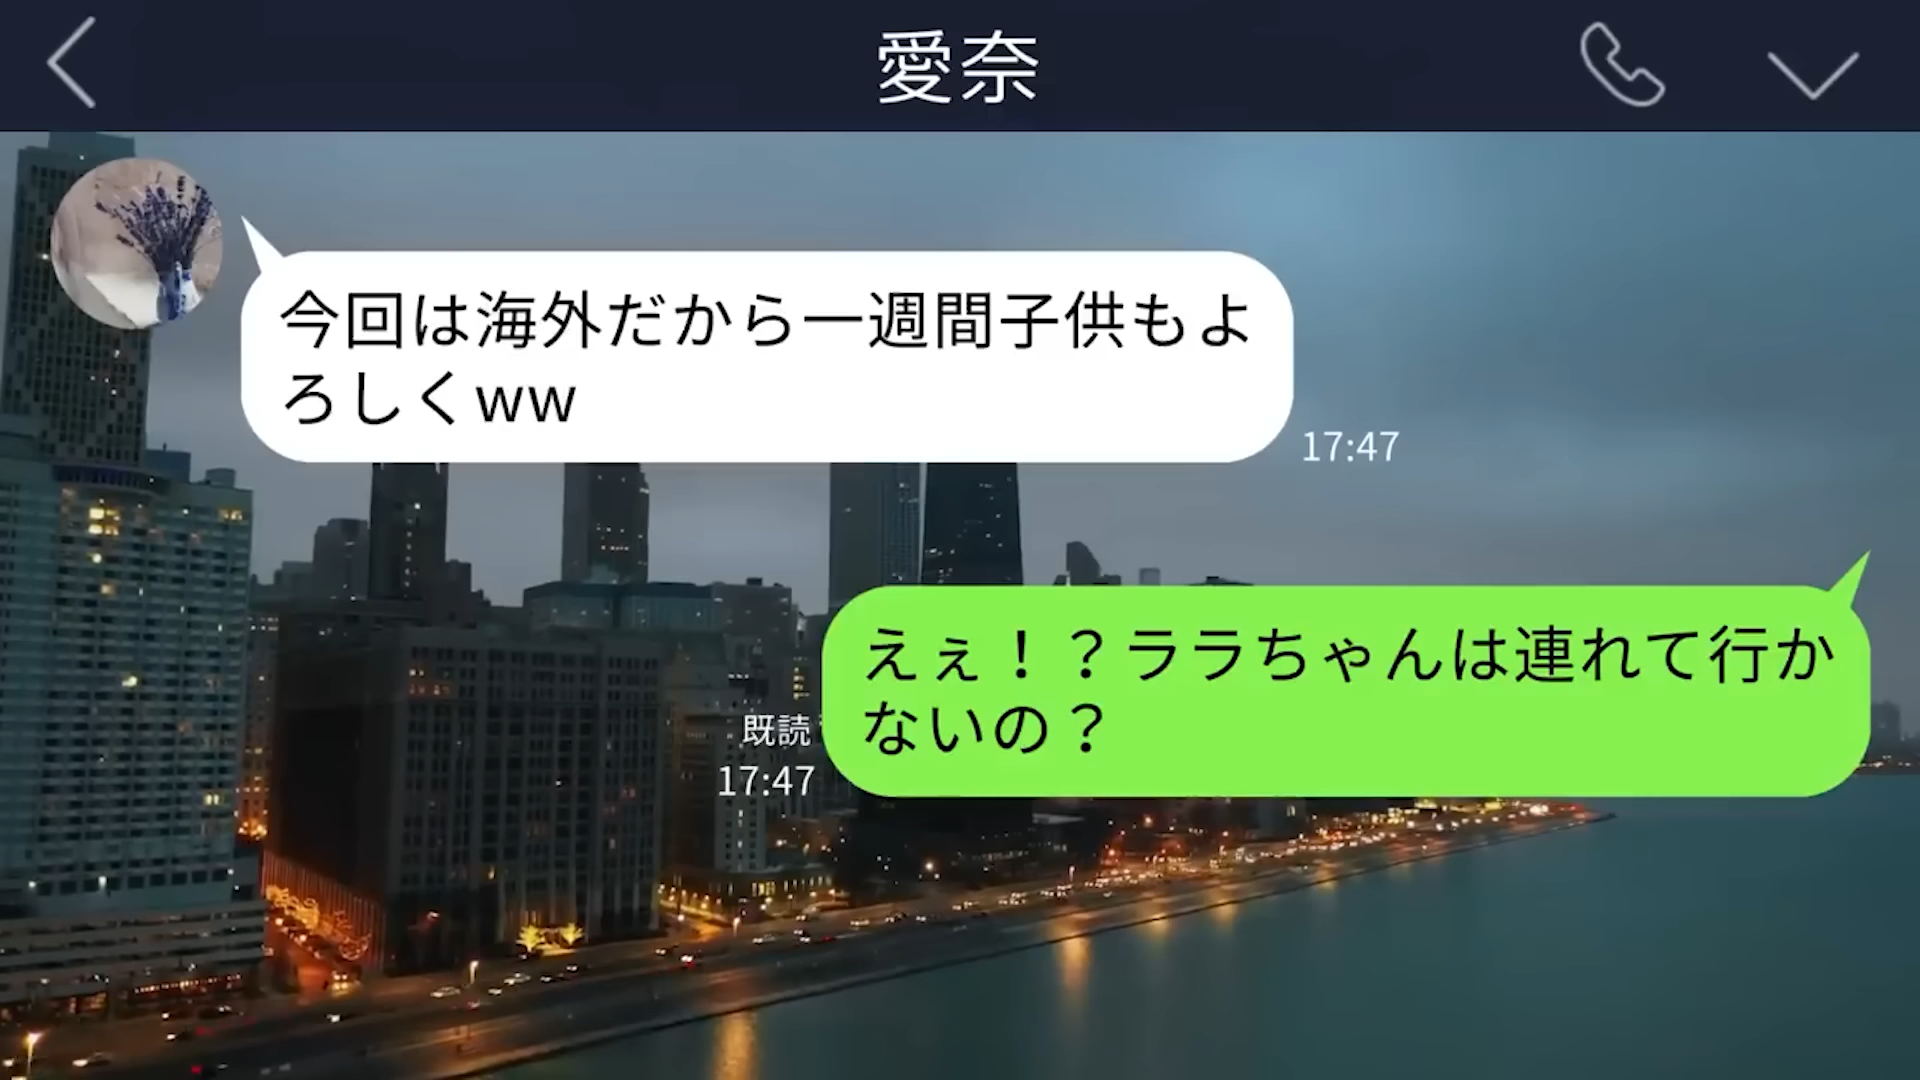 愛奈
今回は海外だから一週間子供もよ
ろしくww
17:47
えぇ！？ララちゃんは連れて行か
ないの？
既読
17:47